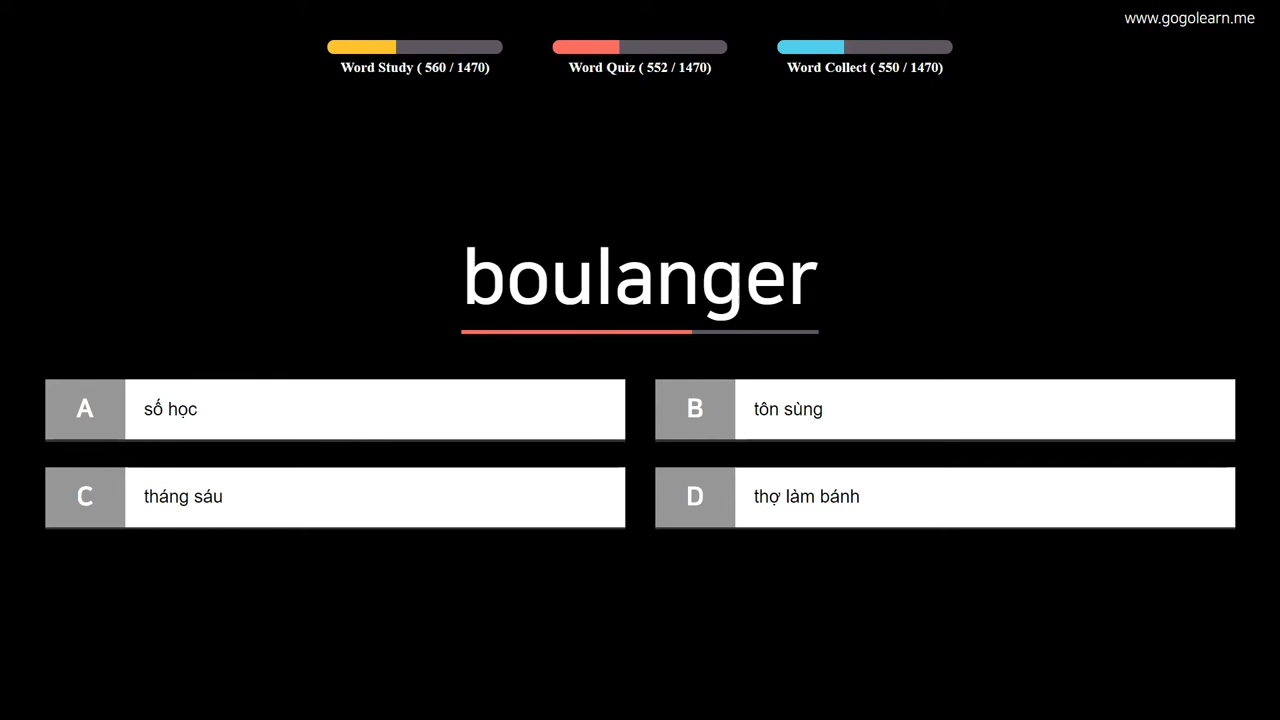 www.gogolearn.me
Word Study ( 560 / 1470)
Word Quiz ( 552 / 1470)
Word Collect ( 550 / 1470)
boulanger
A số học
B tôn sùng
C tháng sáu
D thợ làm bánh